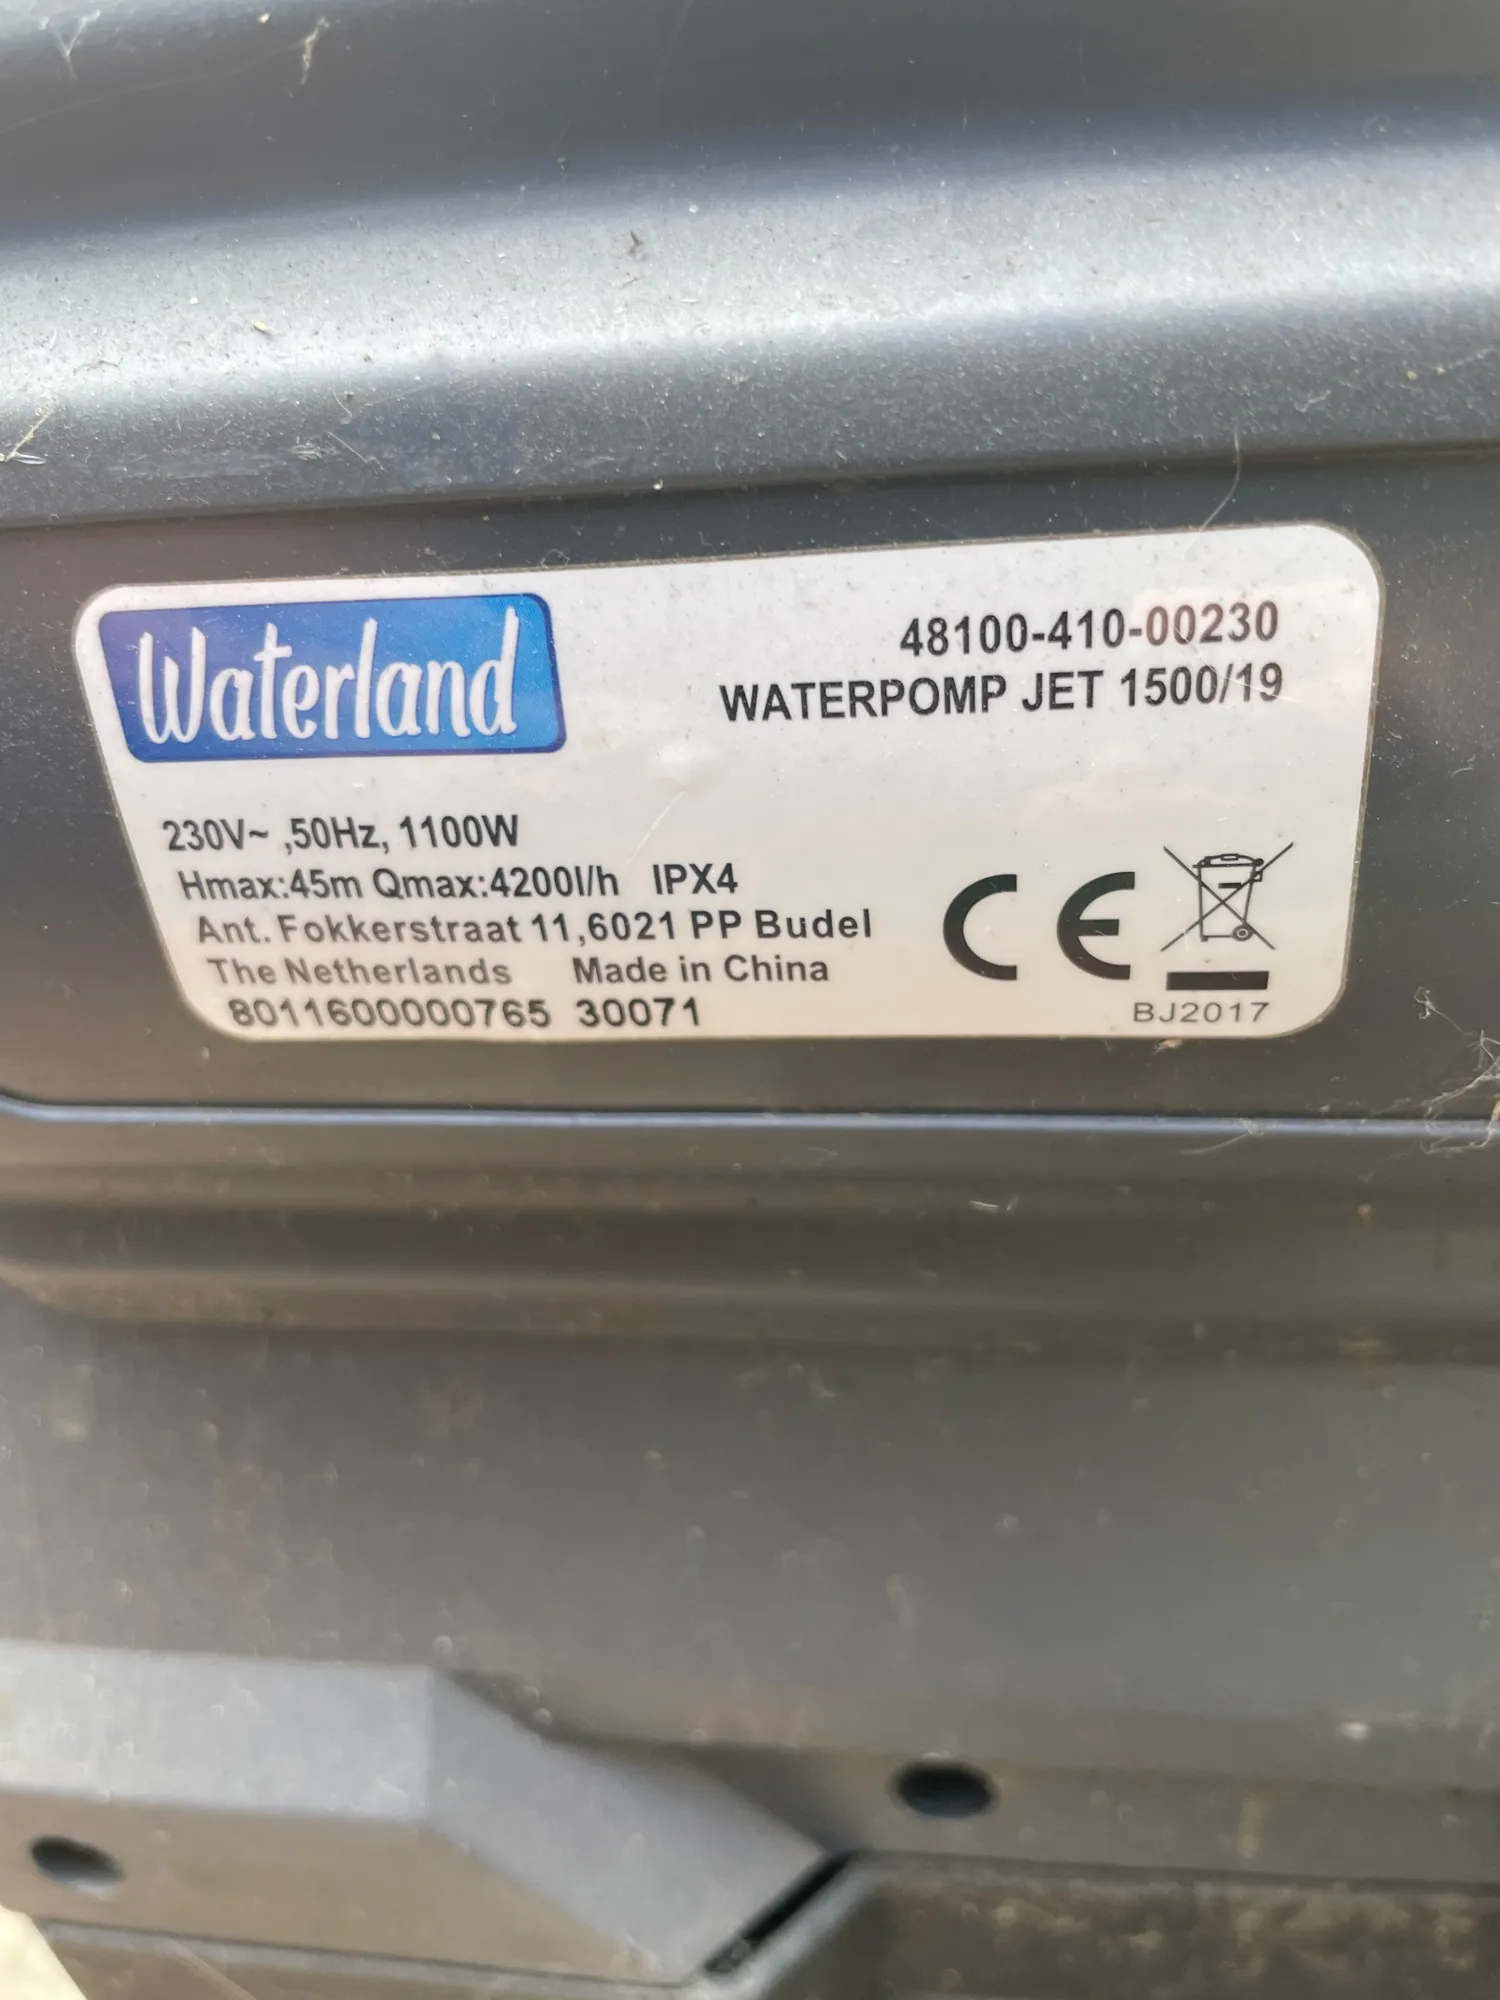 Waterland
48100-410-00230
WATERPOMP JET 1500/19
230V~ ,50Hz, 1100W
Hmax:45m Qmax:4200l/h IPX4
Ant. Fokkerstraat 11,6021 PP Budel
The Netherlands Made in China
8011600000765 30071
CE
BJ2017